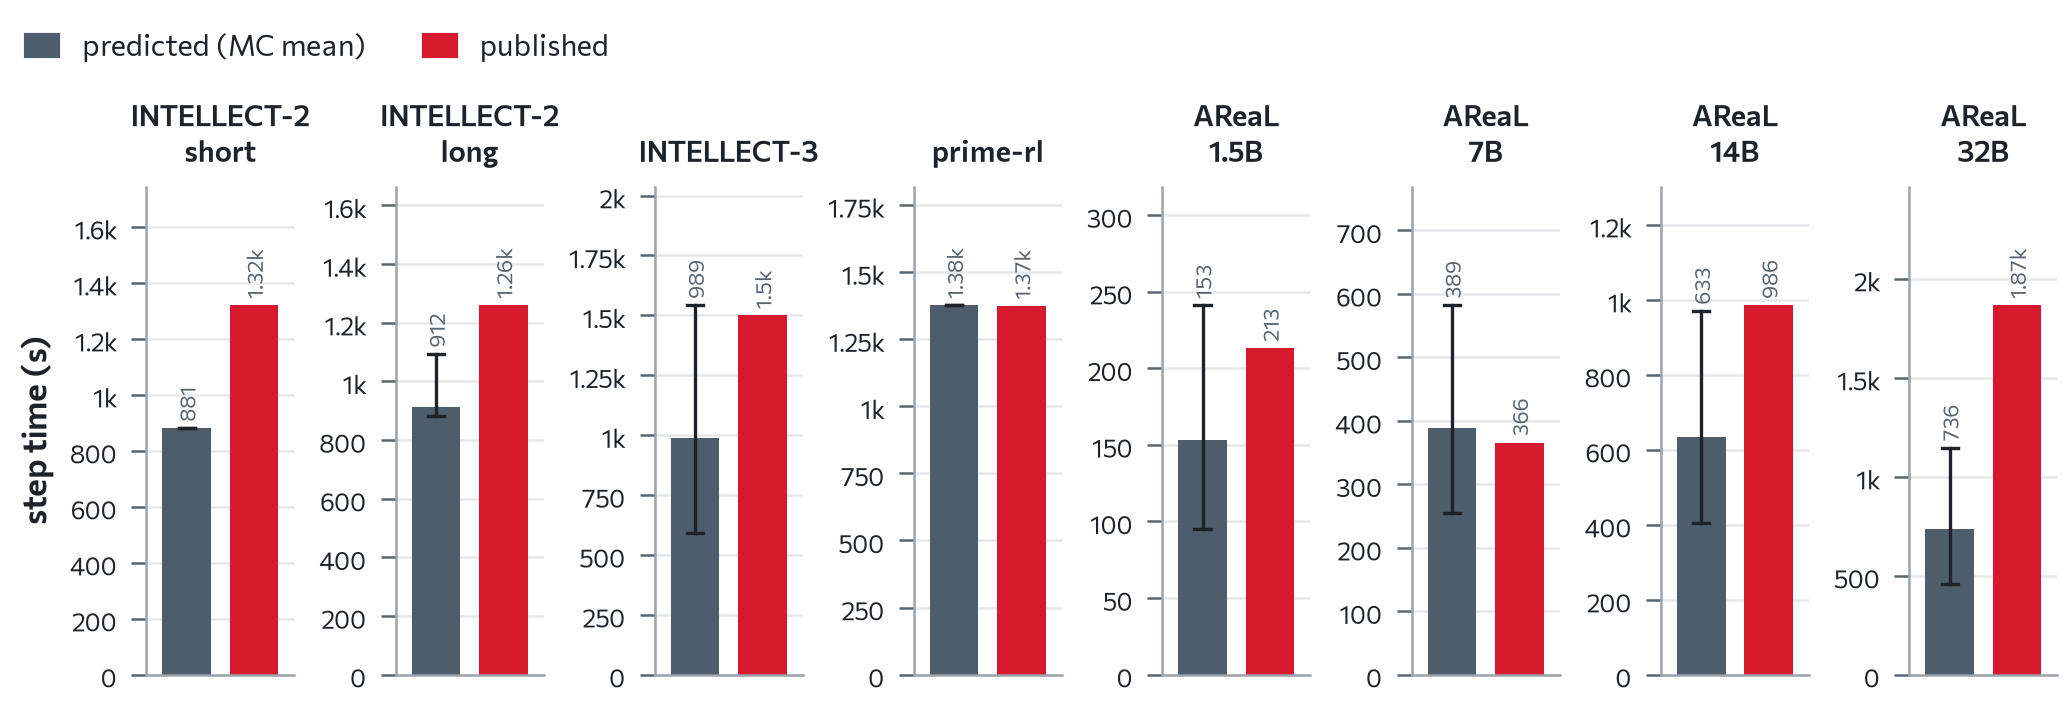 predicted (MC mean) published
INTELLECT-2
short
INTELLECT-2
long
INTELLECT-3
prime-rl
AReaL
1.5B
AReaL
7B
AReaL
14B
AReaL
32B
step time (s)
1.6k
1.4k
1.2k
1k
800
600
400
200
0
881
1.32k
1.6k
1.4k
1.2k
1k
800
600
400
200
0
912
1.26k
2k
1.75k
1.5k
1.25k
1k
750
500
250
0
989
1.5k
1.75k
1.5k
1.25k
1k
750
500
250
0
1.38k
1.37k
300
250
200
150
100
50
0
153
213
700
600
500
400
300
200
100
0
389
366
1.2k
1k
800
600
400
200
0
633
986
2k
1.5k
1k
500
0
736
1.87k